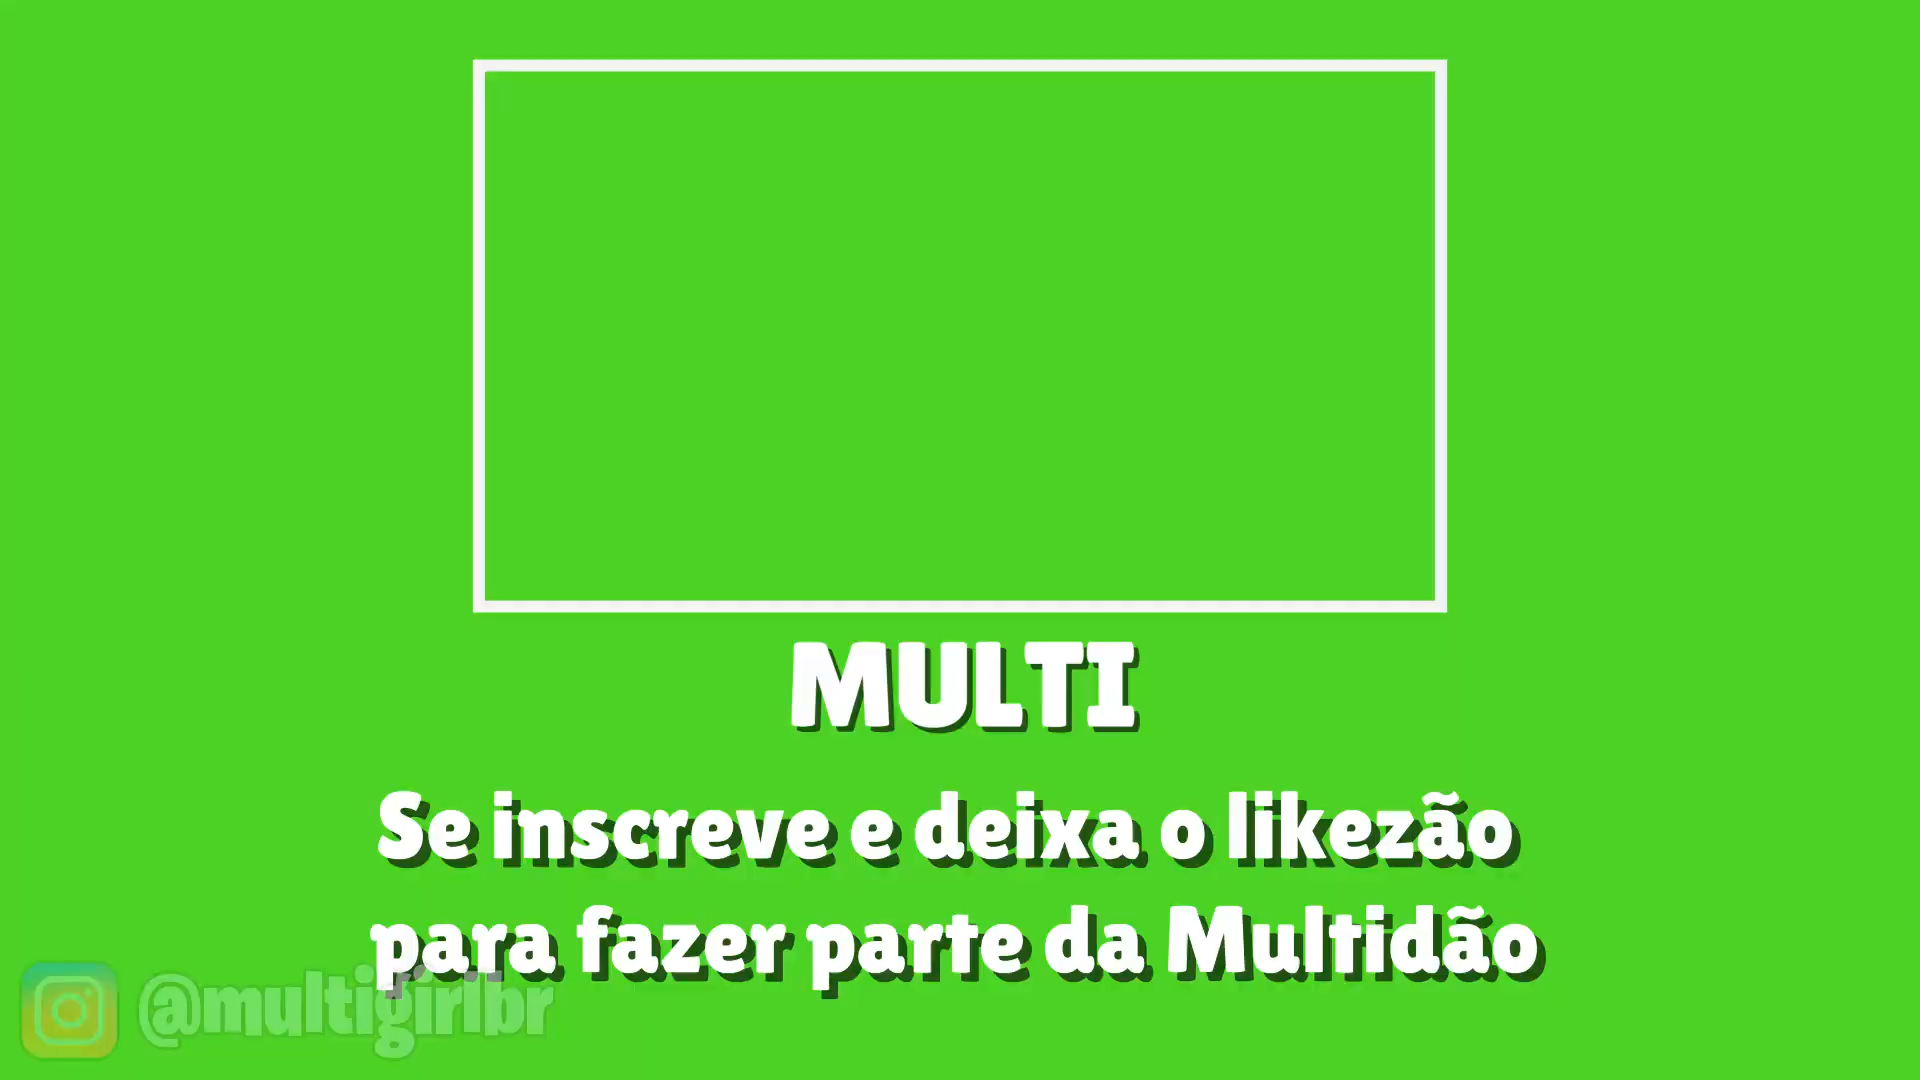 MULTI
Se inscreve e deixa o likezão
para fazer parte da Multidão
@multigirlbr